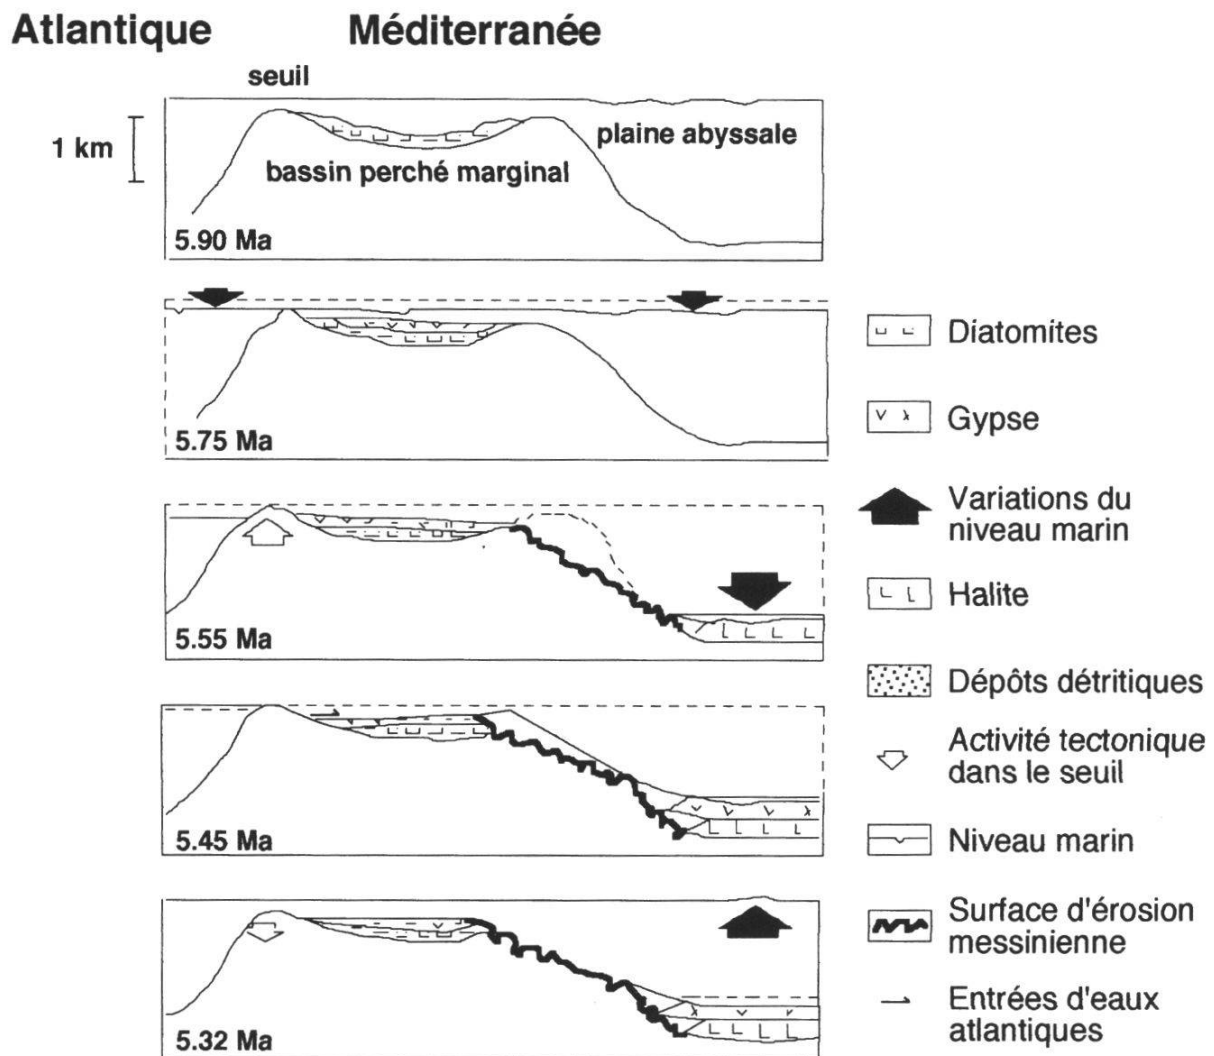 Atlantique Méditerranée
seuil
1 km
plaine abyssale
bassin perché marginal
5.90 Ma
5.75 Ma
5.55 Ma
5.45 Ma
5.32 Ma
Diatomites
Gypse
Variations du
niveau marin
Halite
Dépôts détritiques
Activité tectonique
dans le seuil
Niveau marin
Surface d'érosion
messinienne
Entrées d'eaux
atlantiques